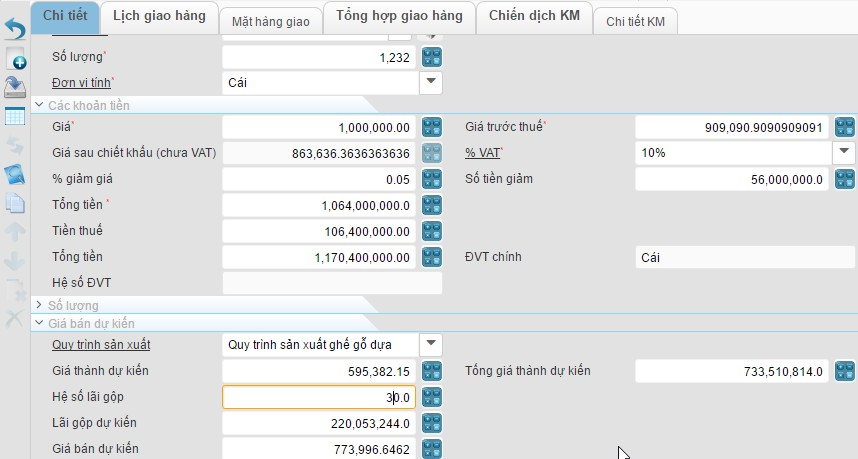 Chi tiết Lịch giao hàng Mặt hàng giao Tổng hợp giao hàng Chiến dịch KM Chi tiết KM
Số lượng* 1,232
Đơn vi tính* Cái
Các khoản tiền
Giá* 1,000,000.00 Giá trước thuế* 909,090.9090909091
Giá sau chiết khấu (chưa VAT) 863,636.3636363636 % VAT* 10%
% giảm giá 0.05 Số tiền giảm 56,000,000.0
Tổng tiền * 1,064,000,000.0
Tiền thuế 106,400,000.00
Tổng tiền 1,170,400,000.00 ĐVT chính Cái
Hệ số ĐVT
Số lượng
Giá bán dự kiến
Quy trình sản xuất Quy trình sản xuất ghế gỗ dựa
Giá thành dự kiến 595,382.15 Tổng giá thành dự kiến 733,510,814.0
Hệ số lãi gộp 30.0
Lãi gộp dự kiến 220,053,244.0
Giá bán dự kiến 773,996.6462